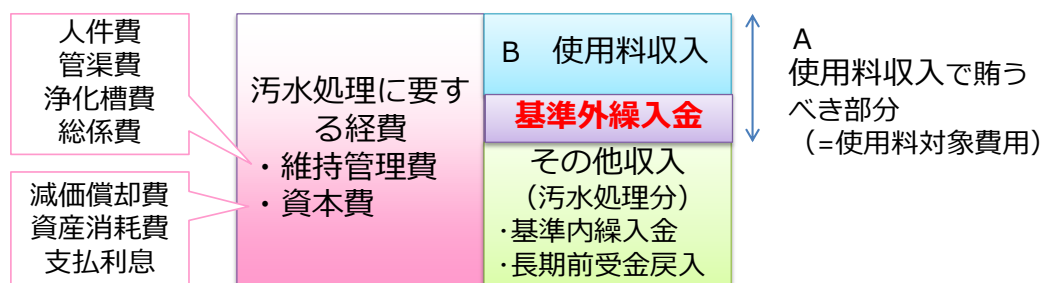 人件費
管渠費
浄化槽費
総係費
減価償却費
資産消耗費
支払利息
汚水処理に要す
る経費
・維持管理費
・資本費
B 使用料収入
基準外繰入金
その他収入
（汚水処理分）
･基準内繰入金
･長期前受金戻入
A
使用料収入で賄う
べき部分
（=使用料対象費用）